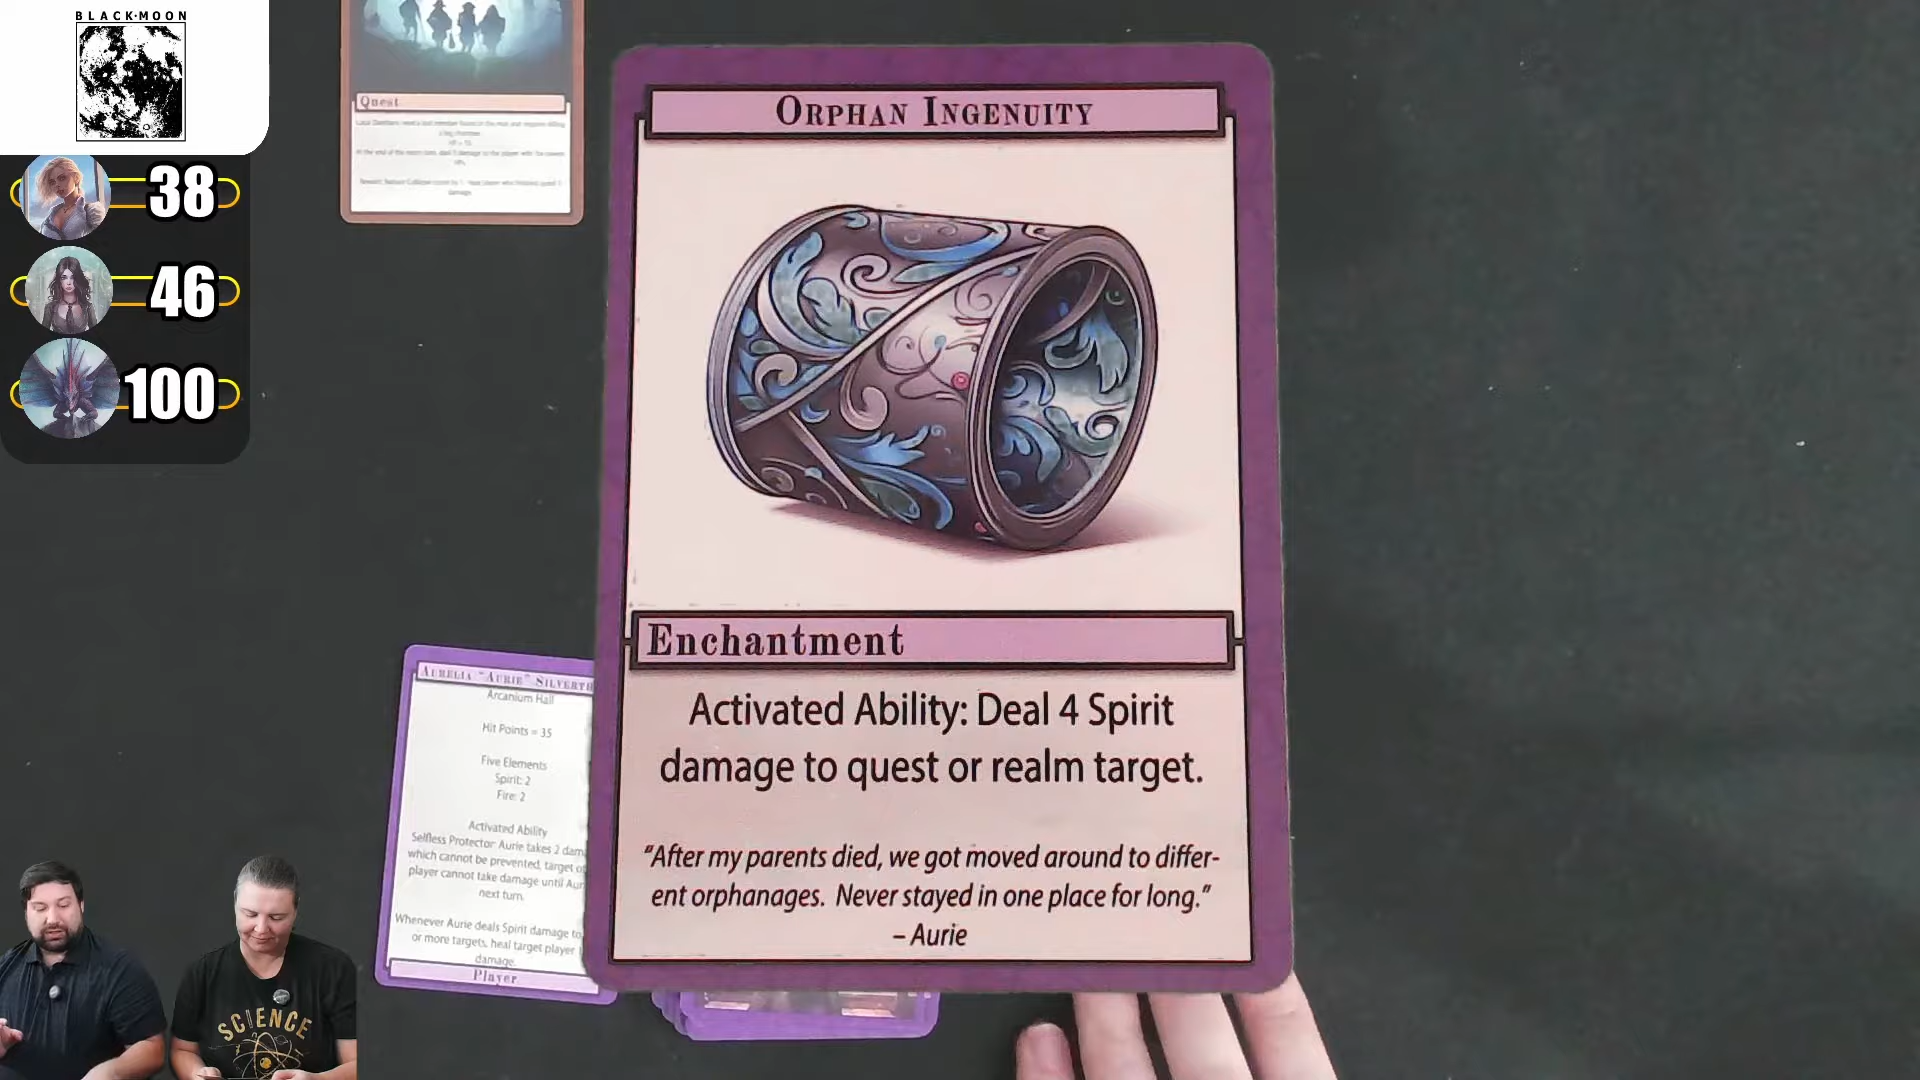 BLACK·MOON
38
46
100
Quest
Orphan Ingenuity
Enchantment
Activated Ability: Deal 4 Spirit
damage to quest or realm target.
"After my parents died, we got moved around to differ-
ent orphanages. Never stayed in one place for long."
– Aurie
Aurelia "Aurie"
Arcanium Hall
Hit Points = 35
Five Elements
Spirit: 2
Fire: 2
Activated Ability
Selfless Protector: Aurie takes 2
which cannot be prevented, target
player cannot take damage until
next turn.
Whenever Aurie deals Spirit damage to
or more targets, heal target player
damage.
Player
SCIENCE